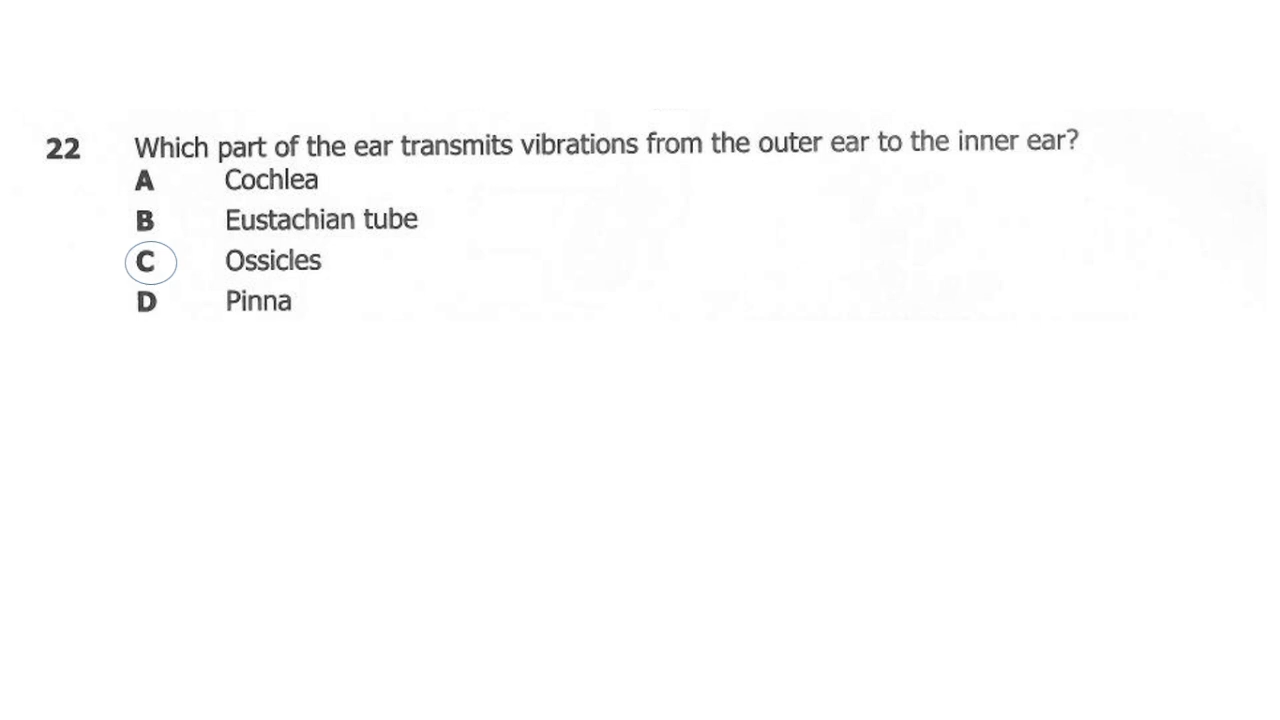 22 Which part of the ear transmits vibrations from the outer ear to the inner ear?
A Cochlea
B Eustachian tube
C Ossicles
D Pinna